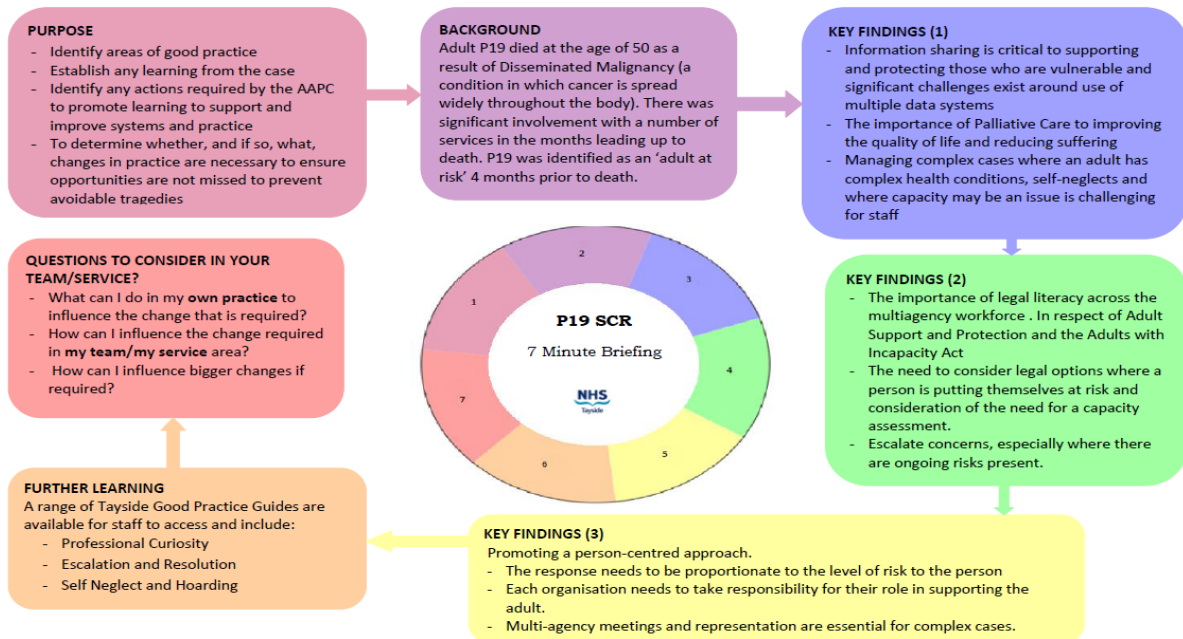 PURPOSE
- Identify areas of good practice
- Establish any learning from the case
- Identify any actions required by the AAPC
to promote learning to support and
improve systems and practice
- To determine whether, and if so, what,
changes in practice are necessary to ensure
opportunities are not missed to prevent
avoidable tragedies
BACKGROUND
Adult P19 died at the age of 50 as a
result of Disseminated Malignancy (a
condition in which cancer is spread
widely throughout the body). There was
significant involvement with a number of
services in the months leading up to
death. P19 was identified as an ‘adult at
risk’ 4 months prior to death.
KEY FINDINGS (1)
- Information sharing is critical to supporting
and protecting those who are vulnerable and
significant challenges exist around use of
multiple data systems
- The importance of Palliative Care to improving
the quality of life and reducing suffering
- Managing complex cases where an adult has
complex health conditions, self-neglects and
where capacity may be an issue is challenging
for staff
KEY FINDINGS (2)
- The importance of legal literacy across the
multiagency workforce . In respect of Adult
Support and Protection and the Adults with
Incapacity Act
- The need to consider legal options where a
person is putting themselves at risk and
consideration of the need for a capacity
assessment.
- Escalate concerns, especially where there
are ongoing risks present.
KEY FINDINGS (3)
Promoting a person-centred approach.
- The response needs to be proportionate to the level of risk to the person
- Each organisation needs to take responsibility for their role in supporting the
adult.
- Multi-agency meetings and representation are essential for complex cases.
FURTHER LEARNING
A range of Tayside Good Practice Guides are
available for staff to access and include:
- Professional Curiosity
- Escalation and Resolution
- Self Neglect and Hoarding
QUESTIONS TO CONSIDER IN YOUR
TEAM/SERVICE?
- What can I do in my own practice to
influence the change that is required?
- How can I influence the change required
in my team/my service area?
- How can I influence bigger changes if
required?
1
2
3
4
5
6
7
P19 SCR
7 Minute Briefing
NHS
Tayside